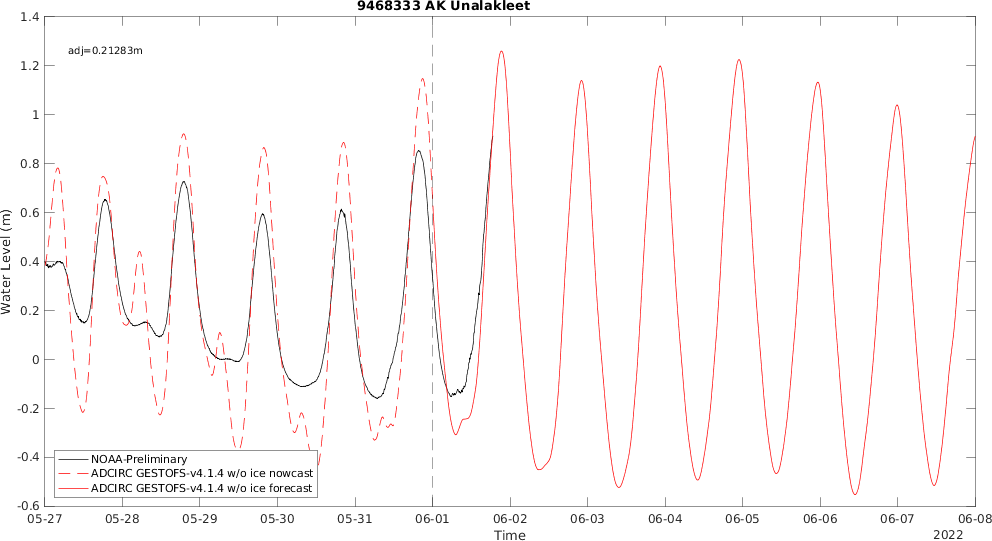 9468333 AK Unalakleet
adj=0.21283m
Water Level (m)
1.4
1.2
1
0.8
0.6
0.4
0.2
0
-0.2
-0.4
-0.6
NOAA-Preliminary
ADCIRC GESTOFS-v4.1.4 w/o ice nowcast
ADCIRC GESTOFS-v4.1.4 w/o ice forecast
05-27 05-28 05-29 05-30 05-31 06-01 06-02 06-03 06-04 06-05 06-06 06-07 06-08
Time
2022